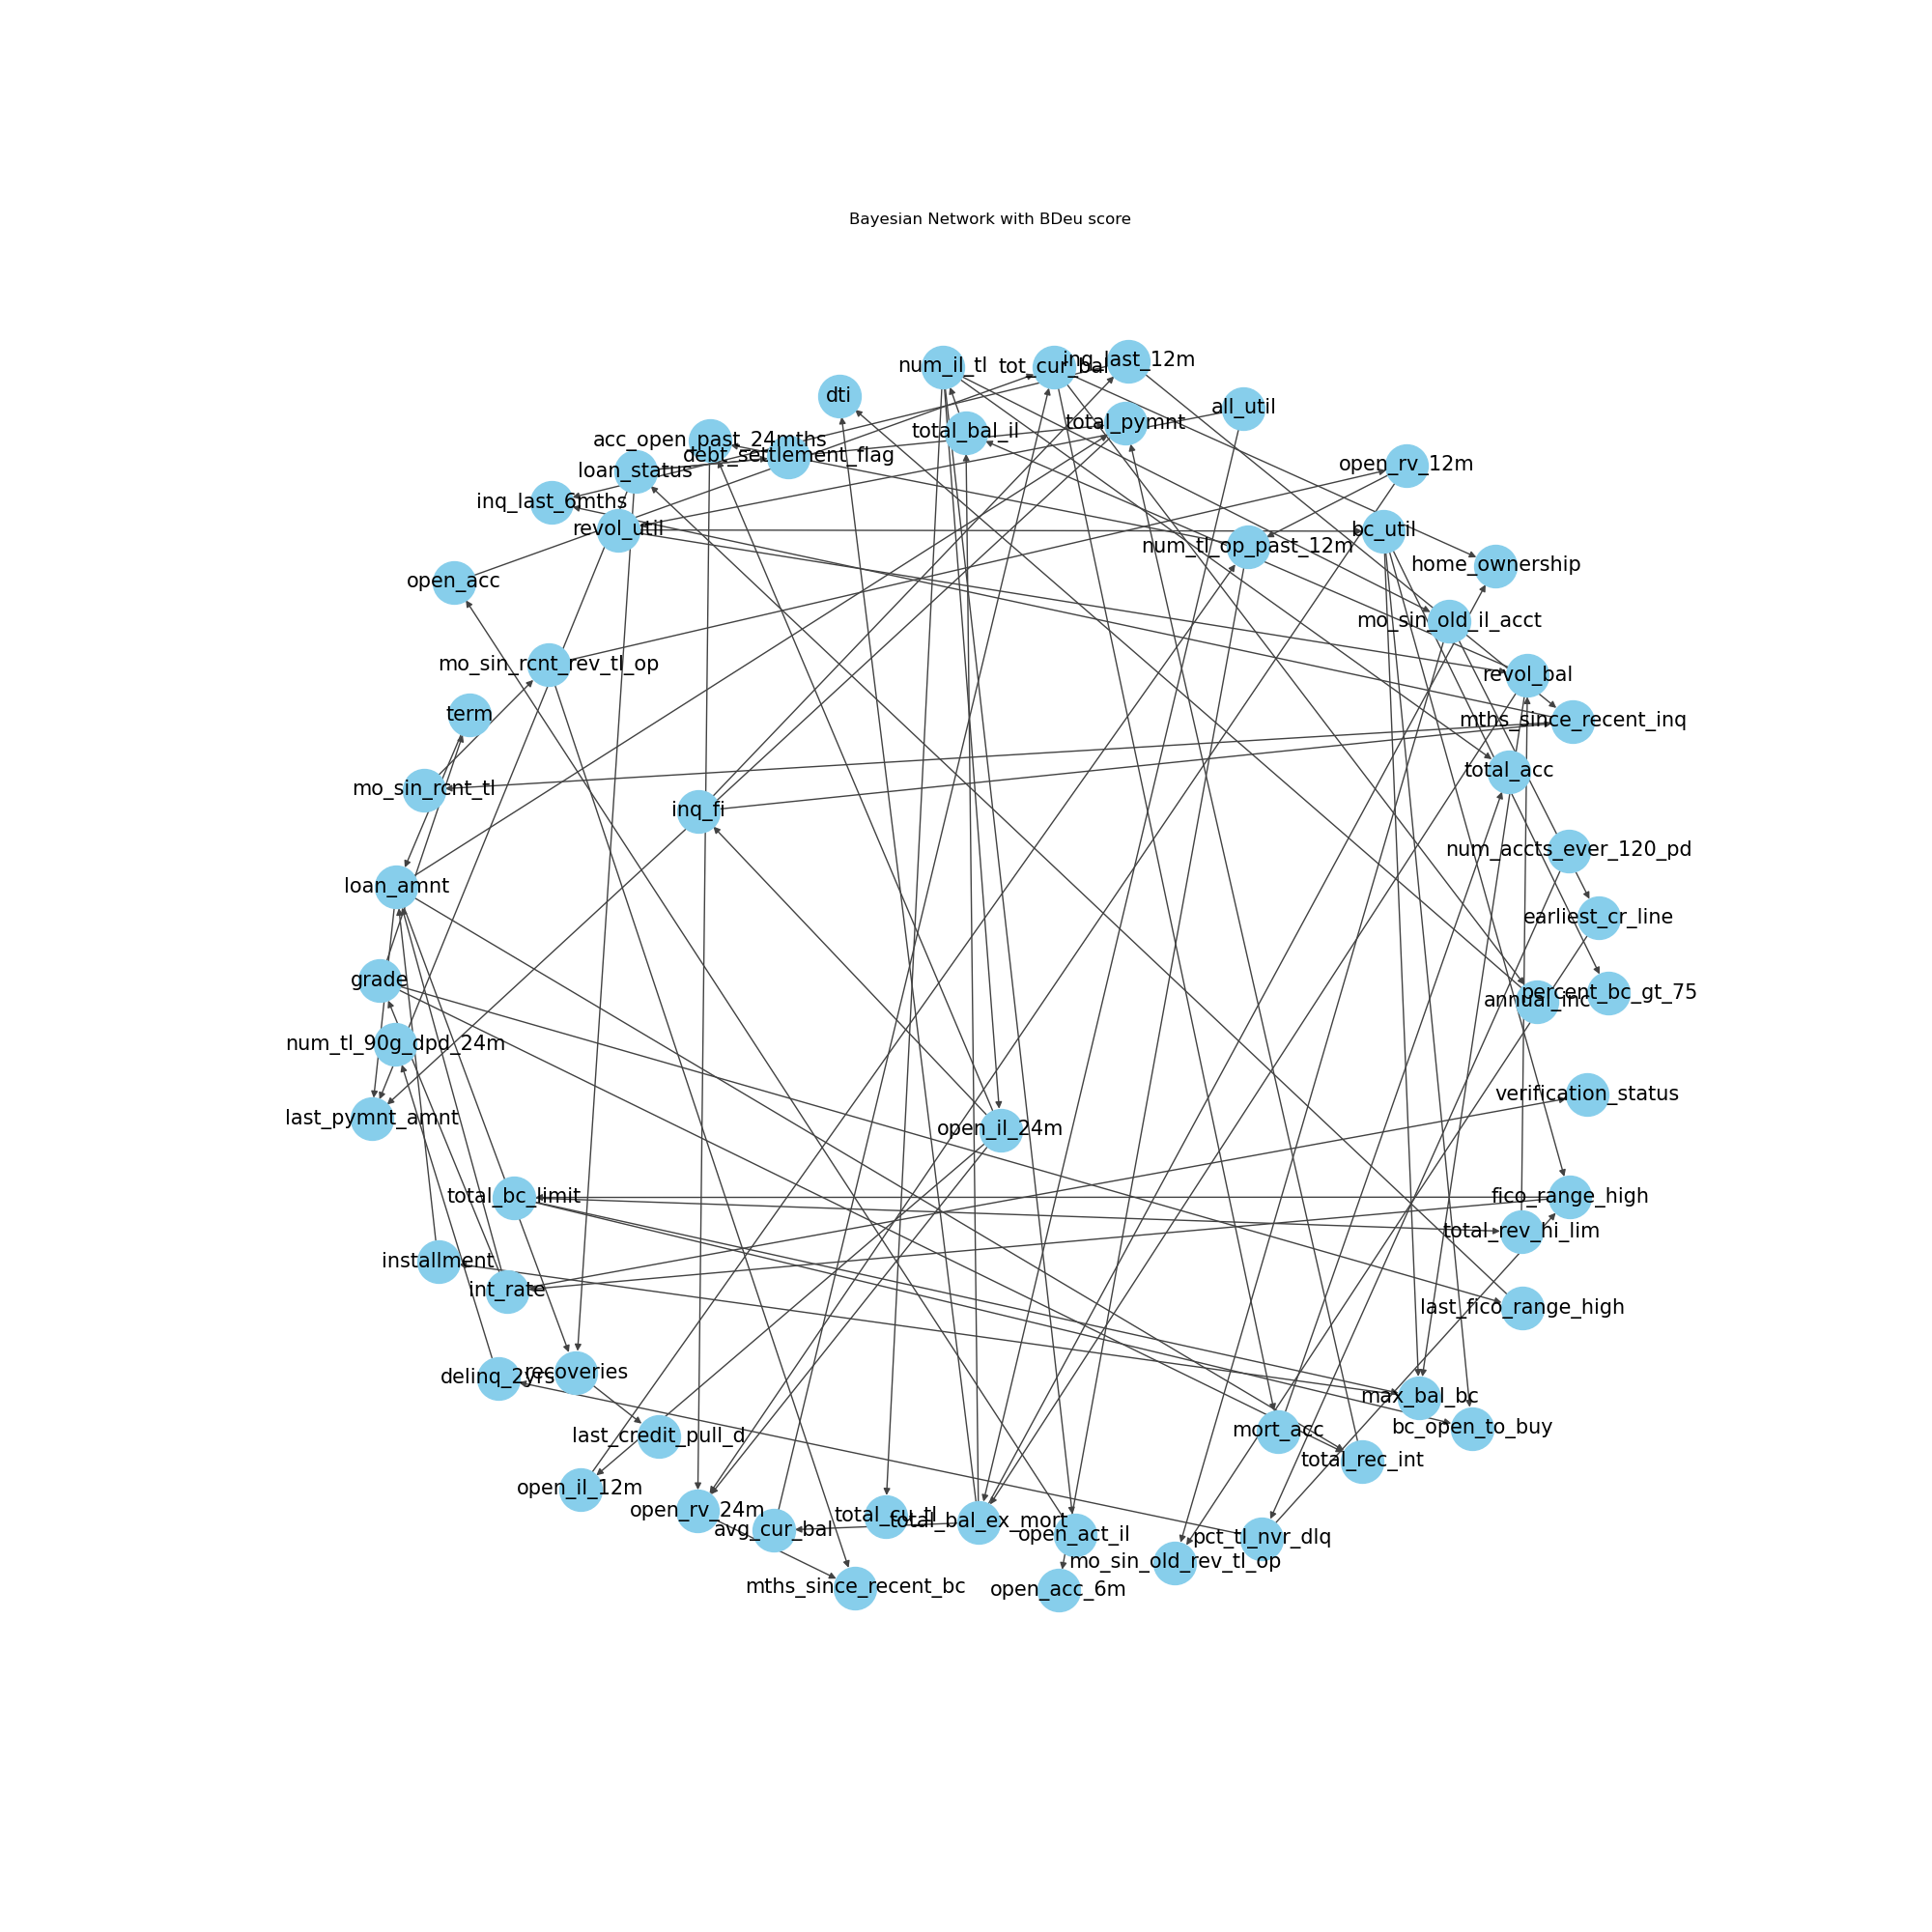 Bayesian Network with BDeu score
num_il_tl
tot_cur_bal
inq_last_12m
dti
all_util
total_pymnt
total_bal_il
acc_open_past_24mths
debt_settlement_flag
loan_status
open_rv_12m
inq_last_6mths
revol_util
bc_util
num_tl_op_past_12m
home_ownership
open_acc
mo_sin_old_il_acct
mo_sin_rcnt_rev_tl_op
revol_bal
term
mths_since_recent_inq
total_acc
mo_sin_rcnt_tl
inq_fi
num_accts_ever_120_pd
loan_amnt
earliest_cr_line
grade
annual_inc
percent_bc_gt_75
num_tl_90g_dpd_24m
verification_status
last_pymnt_amnt
open_il_24m
total_bc_limit
fico_range_high
total_rev_hi_lim
installment
int_rate
last_fico_range_high
delinq_2yrs
recoveries
max_bal_bc
bc_open_to_buy
last_credit_pull_d
mort_acc
total_rec_int
open_il_12m
open_rv_24m
avg_cur_bal
total_cu_tl
total_bal_ex_mort
open_act_il
pct_tl_nvr_dlq
mo_sin_old_rev_tl_op
mths_since_recent_bc
open_acc_6m